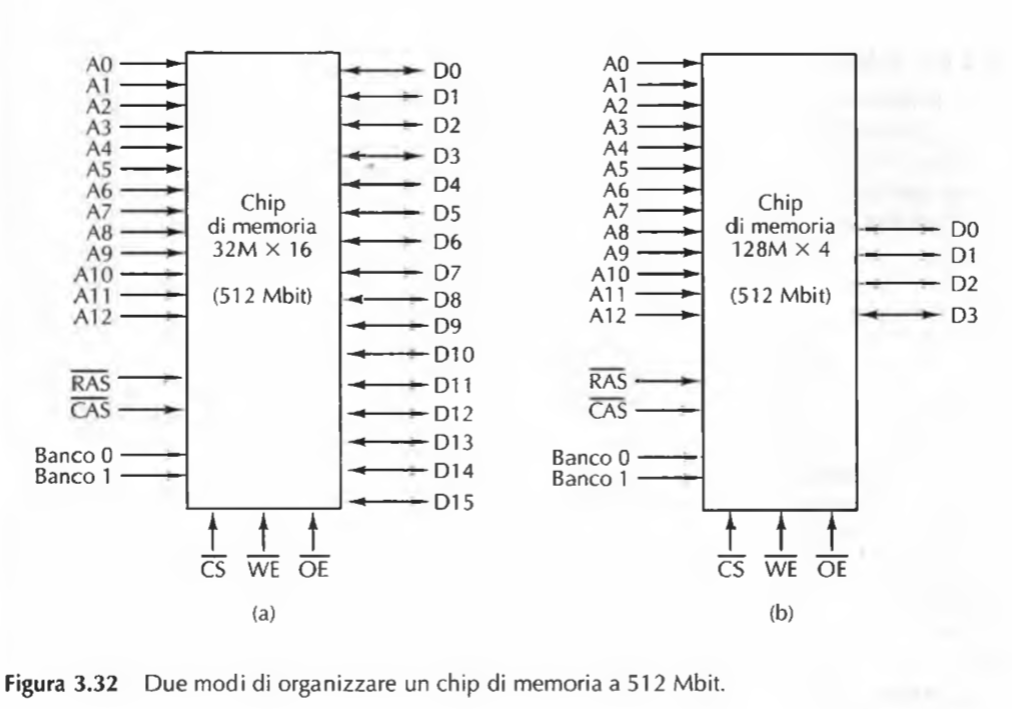 A0
A1
A2
A3
A4
A5
A6
A7
A8
A9
A10
A11
A12
RAS
CAS
Banco 0
Banco 1
Chip
di memoria
32M × 16
(512 Mbit)
D0
D1
D2
D3
D4
D5
D6
D7
D8
D9
D10
D11
D12
D13
D14
D15
CS WE OE
(a)
A0
A1
A2
A3
A4
A5
A6
A7
A8
A9
A10
A11
A12
RAS
CAS
Banco 0
Banco 1
Chip
di memoria
128M × 4
(512 Mbit)
D0
D1
D2
D3
CS WE OE
(b)
Figura 3.32 Due modi di organizzare un chip di memoria a 512 Mbit.